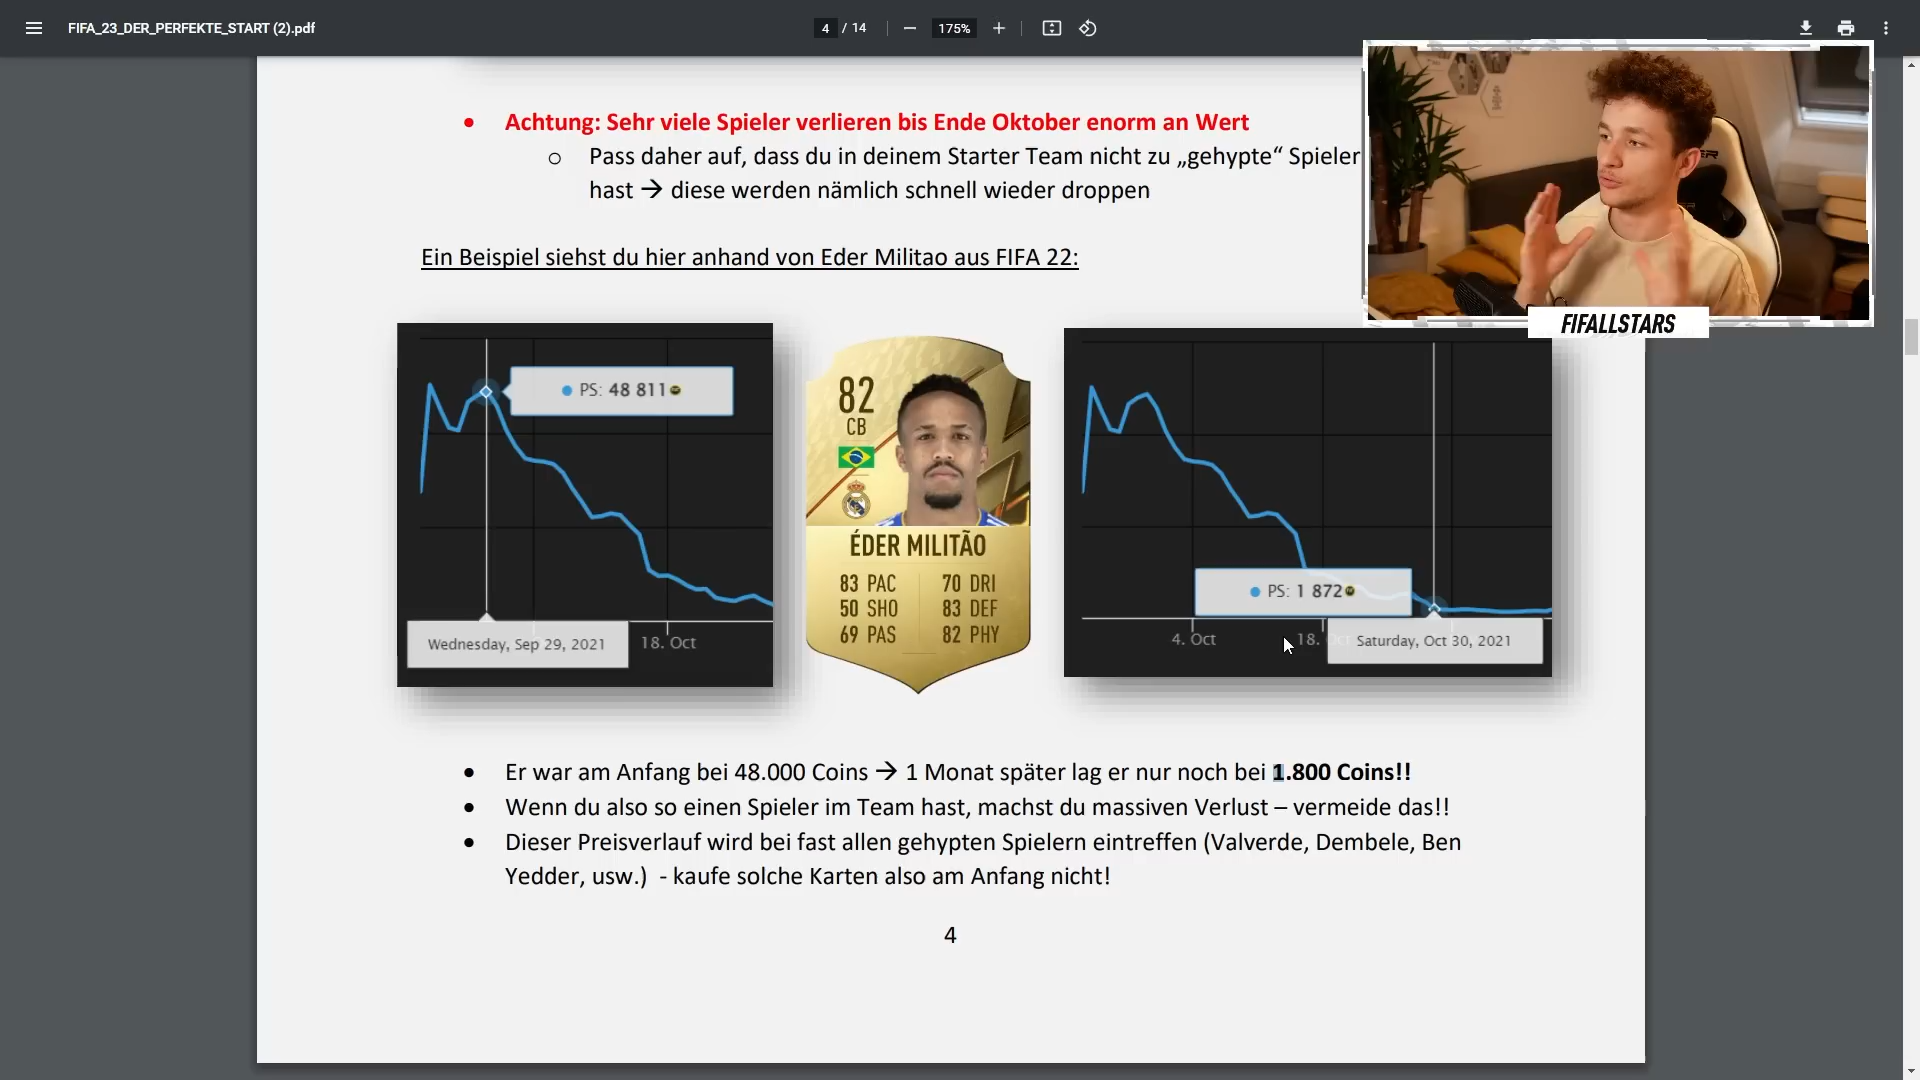 FIFA_23_DER_PERFEKTE_START (2).pdf
4 / 14
175%
• Achtung: Sehr viele Spieler verlieren bis Ende Oktober enorm an Wert
o Pass daher auf, dass du in deinem Starter Team nicht zu „gehypte“ Spieler
hast → diese werden nämlich schnell wieder droppen
FIFALLSTARS
Ein Beispiel siehst du hier anhand von Eder Militao aus FIFA 22:
PS: 48 811
Wednesday, Sep 29, 2021
18. Oct
82
CB
ÉDER MILITÃO
83 PAC 70 DRI
50 SHO 83 DEF
69 PAS 82 PHY
PS: 1 872
4. Oct
18. Oct
Saturday, Oct 30, 2021
• Er war am Anfang bei 48.000 Coins → 1 Monat später lag er nur noch bei 1.800 Coins!!
• Wenn du also so einen Spieler im Team hast, machst du massiven Verlust – vermeide das!!
• Dieser Preisverlauf wird bei fast allen gehypten Spielern eintreffen (Valverde, Dembele, Ben
Yedder, usw.) - kaufe solche Karten also am Anfang nicht!
4